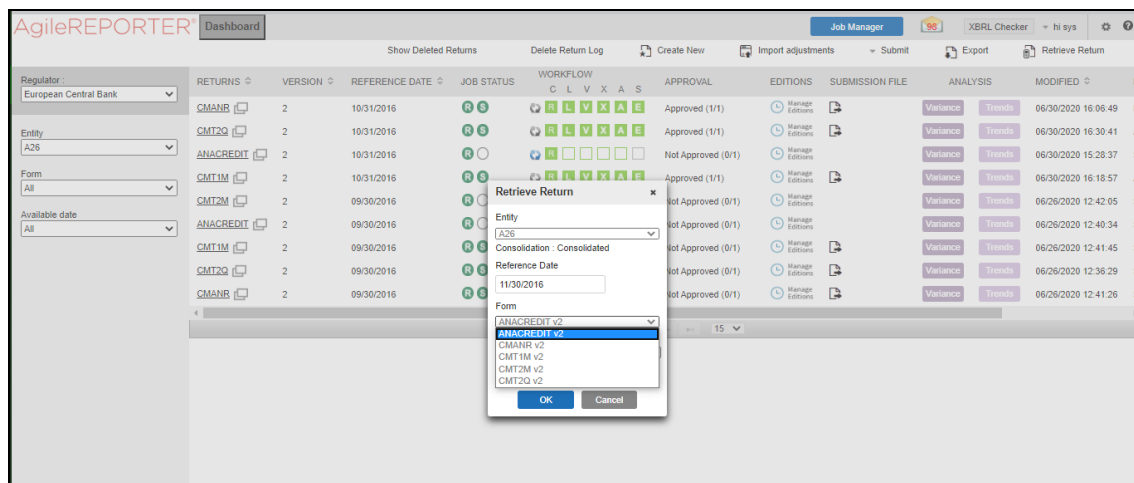 AgileREPORTER® Dashboard Job Manager 98 XBRL Checker hi sys
Show Deleted Returns Delete Return Log Create New Import adjustments Submit Export Retrieve Return
Regulator :
European Central Bank
Entity
A26
Form
All
Available date
All
RETURNS VERSION REFERENCE DATE JOB STATUS WORKFLOW APPROVAL EDITIONS SUBMISSION FILE ANALYSIS MODIFIED
C L V X A S
CMANR 2 10/31/2016 R S R L V X A E Approved (1/1) Manage Editions Variance Trends 06/30/2020 16:06:49
CMT2Q 2 10/31/2016 R S R L V X A E Approved (1/1) Manage Editions Variance Trends 06/30/2020 16:30:41
ANACREDIT 2 10/31/2016 R R Not Approved (0/1) Manage Editions Variance Trends 06/30/2020 15:28:37
CMT1M 2 10/31/2016 R S R L V X A E Approved (1/1) Manage Editions Variance Trends 06/30/2020 16:18:57
CMT2M 2 09/30/2016 R Not Approved (0/1) Manage Editions Variance Trends 06/26/2020 12:42:05
ANACREDIT 2 09/30/2016 R Not Approved (0/1) Manage Editions Variance Trends 06/26/2020 12:40:34
CMT1M 2 09/30/2016 R S Not Approved (0/1) Manage Editions Variance Trends 06/26/2020 12:41:45
CMT2Q 2 09/30/2016 R S Not Approved (0/1) Manage Editions Variance Trends 06/26/2020 12:36:29
CMANR 2 09/30/2016 R S Not Approved (0/1) Manage Editions Variance Trends 06/26/2020 12:41:26
15
Retrieve Return ×
Entity
A26
Consolidation : Consolidated
Reference Date
11/30/2016
Form
ANACREDIT v2
ANACREDIT v2
CMANR v2
CMT1M v2
CMT2M v2
CMT2Q v2
OK Cancel